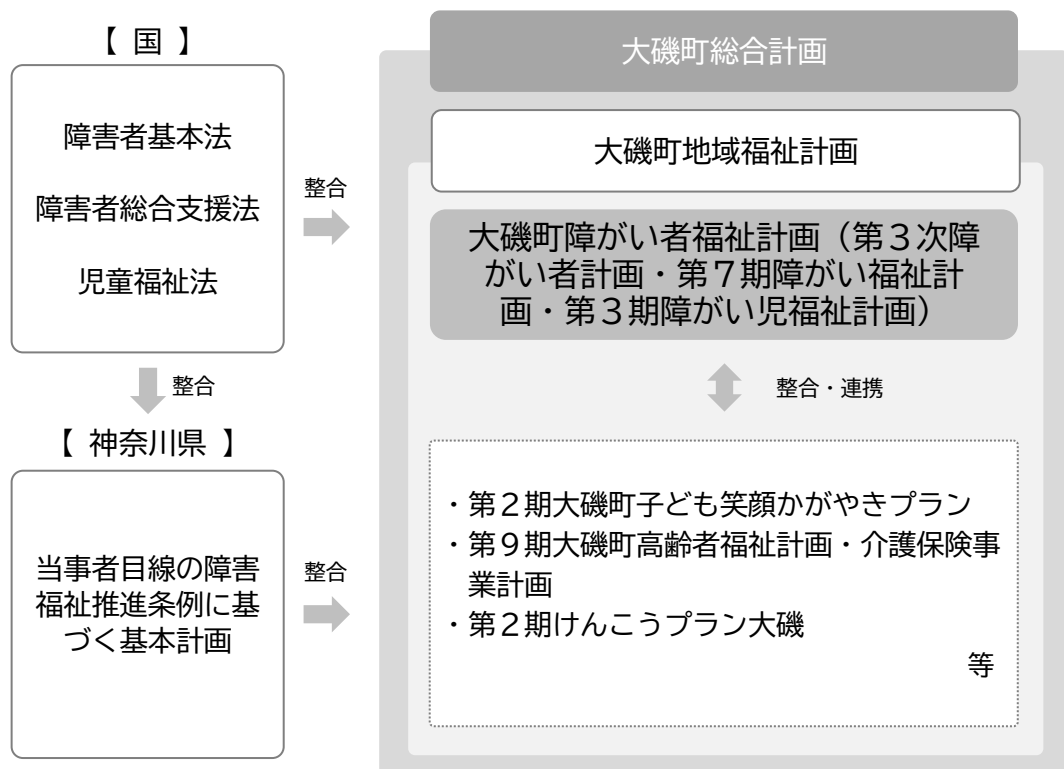 【 国 】
障害者基本法
障害者総合支援法
児童福祉法
整合
整合
【 神奈川県 】
当事者目線の障害
福祉推進条例に基
づく基本計画
整合
大磯町総合計画
大磯町地域福祉計画
大磯町障がい者福祉計画（第３次障
がい者計画・第７期障がい福祉計
画・第３期障がい児福祉計画）
整合・連携
・第２期大磯町子ども笑顔かがやきプラン
・第９期大磯町高齢者福祉計画・介護保険事
業計画
・第２期けんこうプラン大磯
等